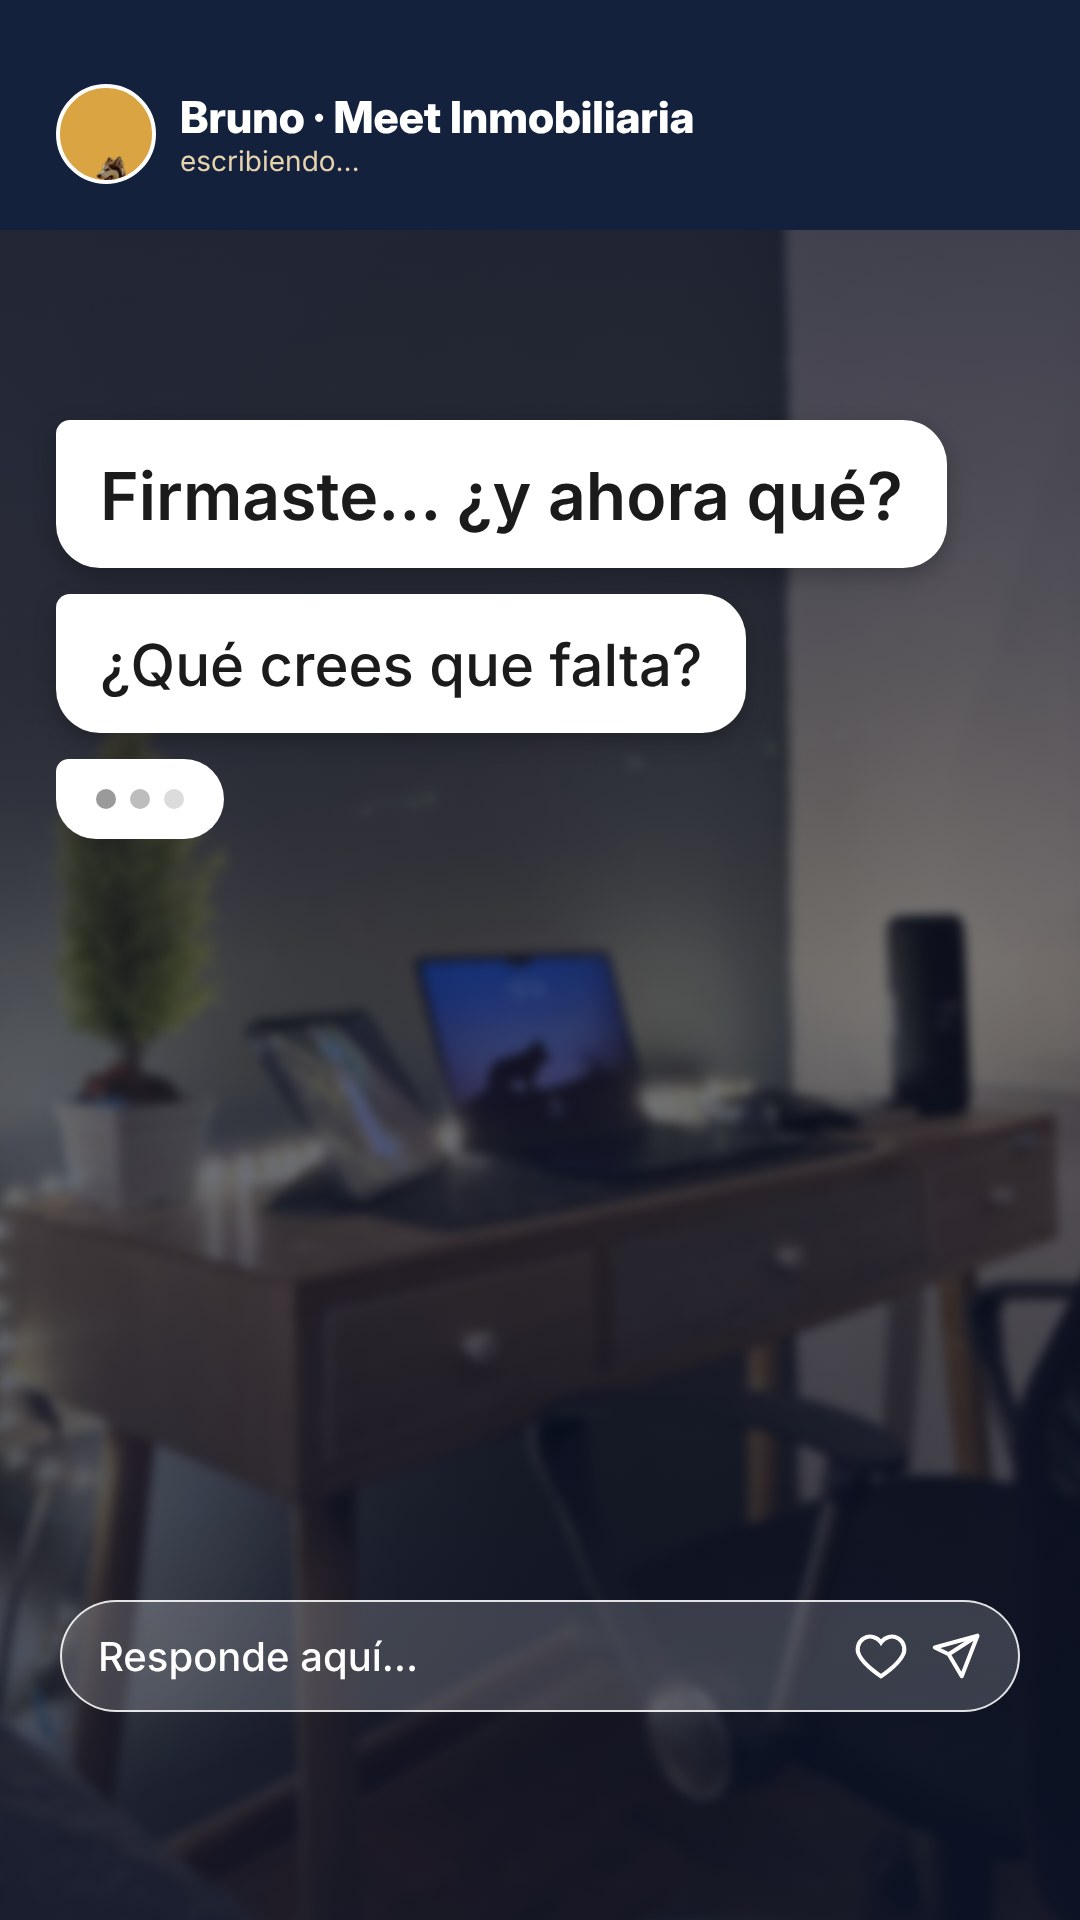 Bruno · Meet Inmobiliaria
escribiendo...
Firmaste... ¿y ahora qué?
¿Qué crees que falta?
Responde aquí...